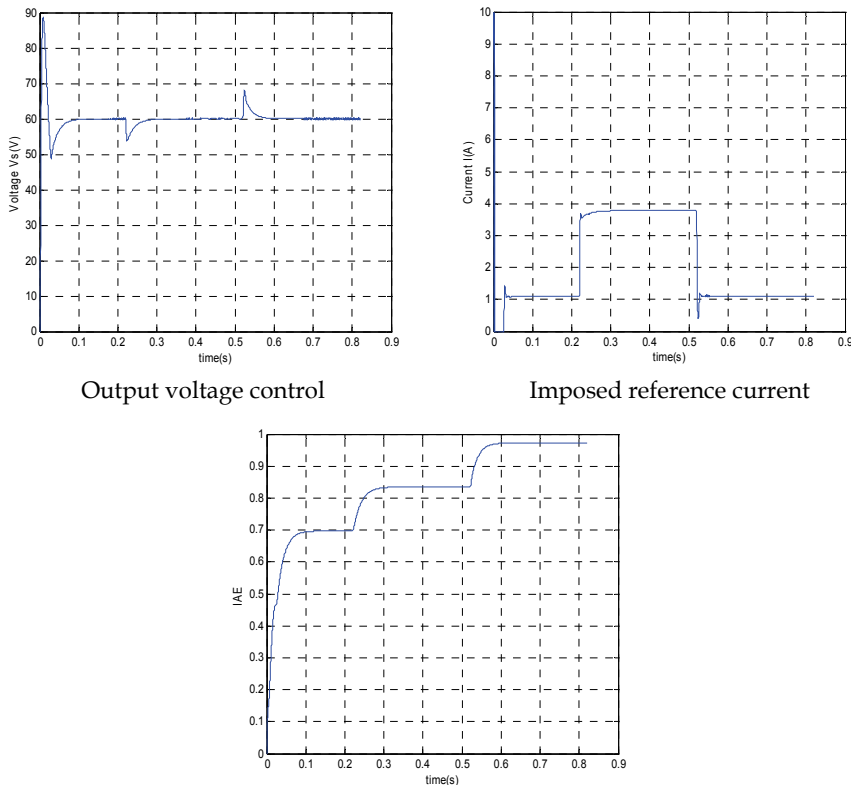 90
80
70
60
50
40
30
20
10
0
Voltage Vs(V)
0 0.1 0.2 0.3 0.4 0.5 0.6 0.7 0.8 0.9
time(s)
Output voltage control
10
9
8
7
6
5
4
3
2
1
0
Current I(A)
0 0.1 0.2 0.3 0.4 0.5 0.6 0.7 0.8 0.9
time(s)
Imposed reference current
1
0.9
0.8
0.7
0.6
0.5
0.4
0.3
0.2
0.1
0
IAE
0 0.1 0.2 0.3 0.4 0.5 0.6 0.7 0.8 0.9
time(s)